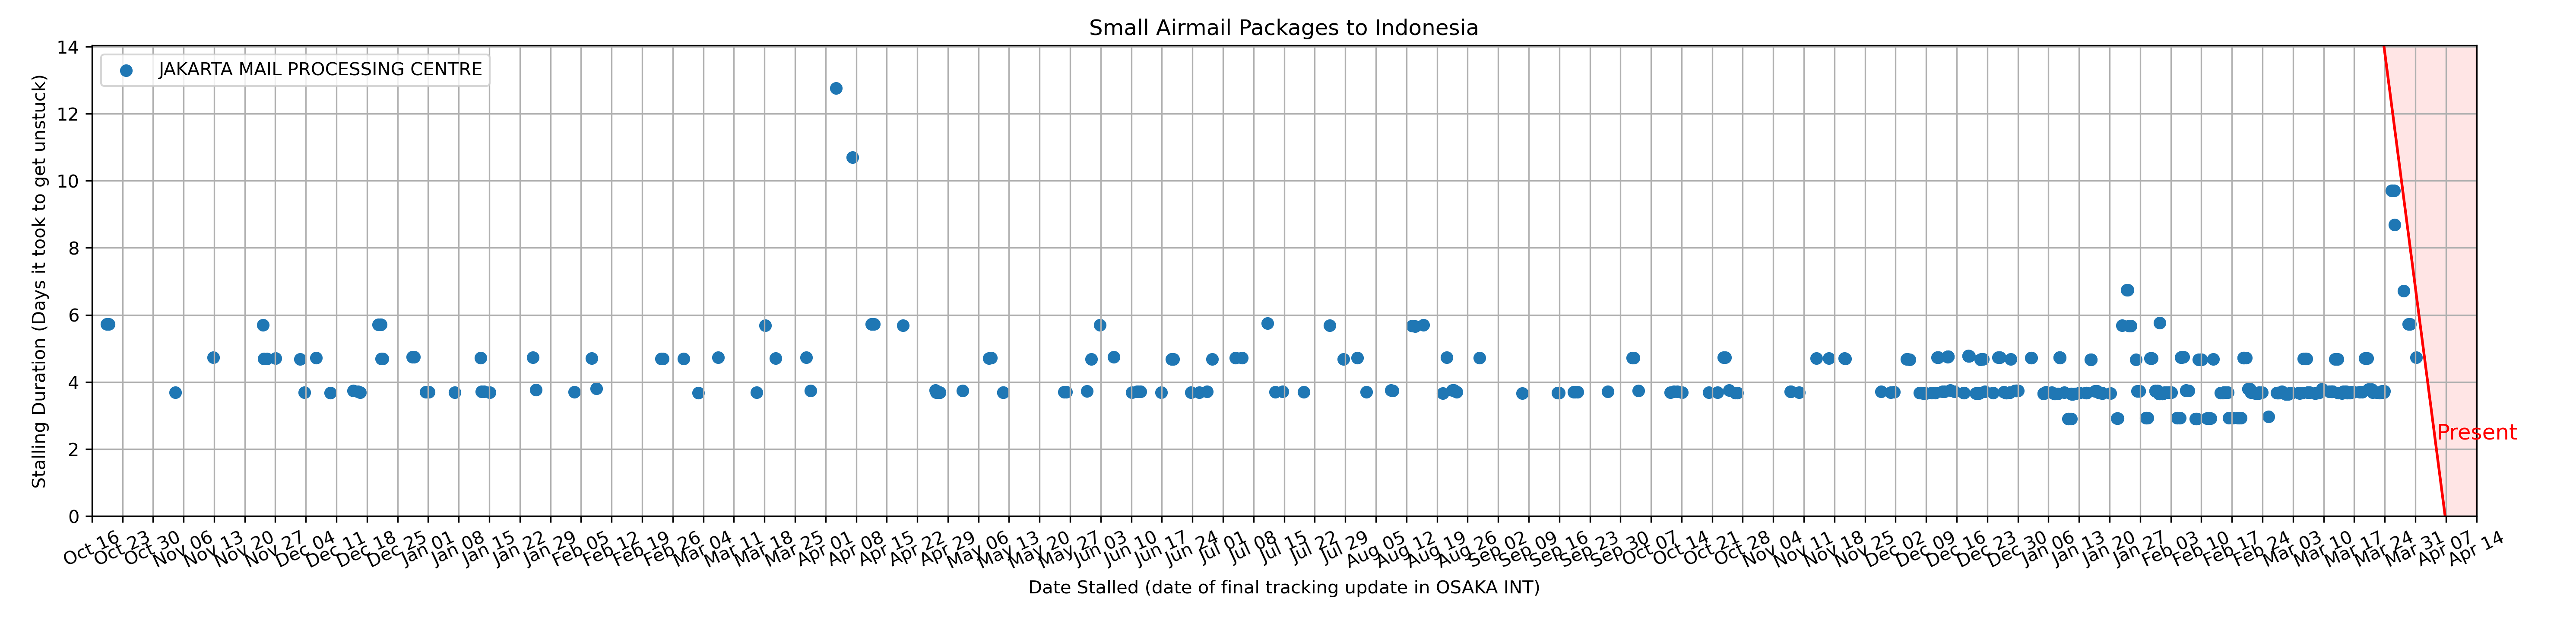 Small Airmail Packages to Indonesia
JAKARTA MAIL PROCESSING CENTRE
Stalling Duration (Days it took to get unstuck)
14
12
10
8
6
4
2
0
Present
Oct 16 Oct 23 Oct 30 Nov 06 Nov 13 Nov 20 Nov 27 Dec 04 Dec 11 Dec 18 Dec 25 Jan 01 Jan 08 Jan 15 Jan 22 Jan 29 Feb 05 Feb 12 Feb 19 Feb 26 Mar 04 Mar 11 Mar 18 Mar 25 Apr 01 Apr 08 Apr 15 Apr 22 Apr 29 May 06 May 13 May 20 May 27 Jun 03 Jun 10 Jun 17 Jun 24 Jul 01 Jul 08 Jul 15 Jul 22 Jul 29 Aug 05 Aug 12 Aug 19 Aug 26 Sep 02 Sep 09 Sep 16 Sep 23 Sep 30 Oct 07 Oct 14 Oct 21 Oct 28 Nov 04 Nov 11 Nov 18 Nov 25 Dec 02 Dec 09 Dec 16 Dec 23 Dec 30 Jan 06 Jan 13 Jan 20 Jan 27 Feb 03 Feb 10 Feb 17 Feb 24 Mar 03 Mar 10 Mar 17 Mar 24 Mar 31 Apr 07 Apr 14
Date Stalled (date of final tracking update in OSAKA INT)